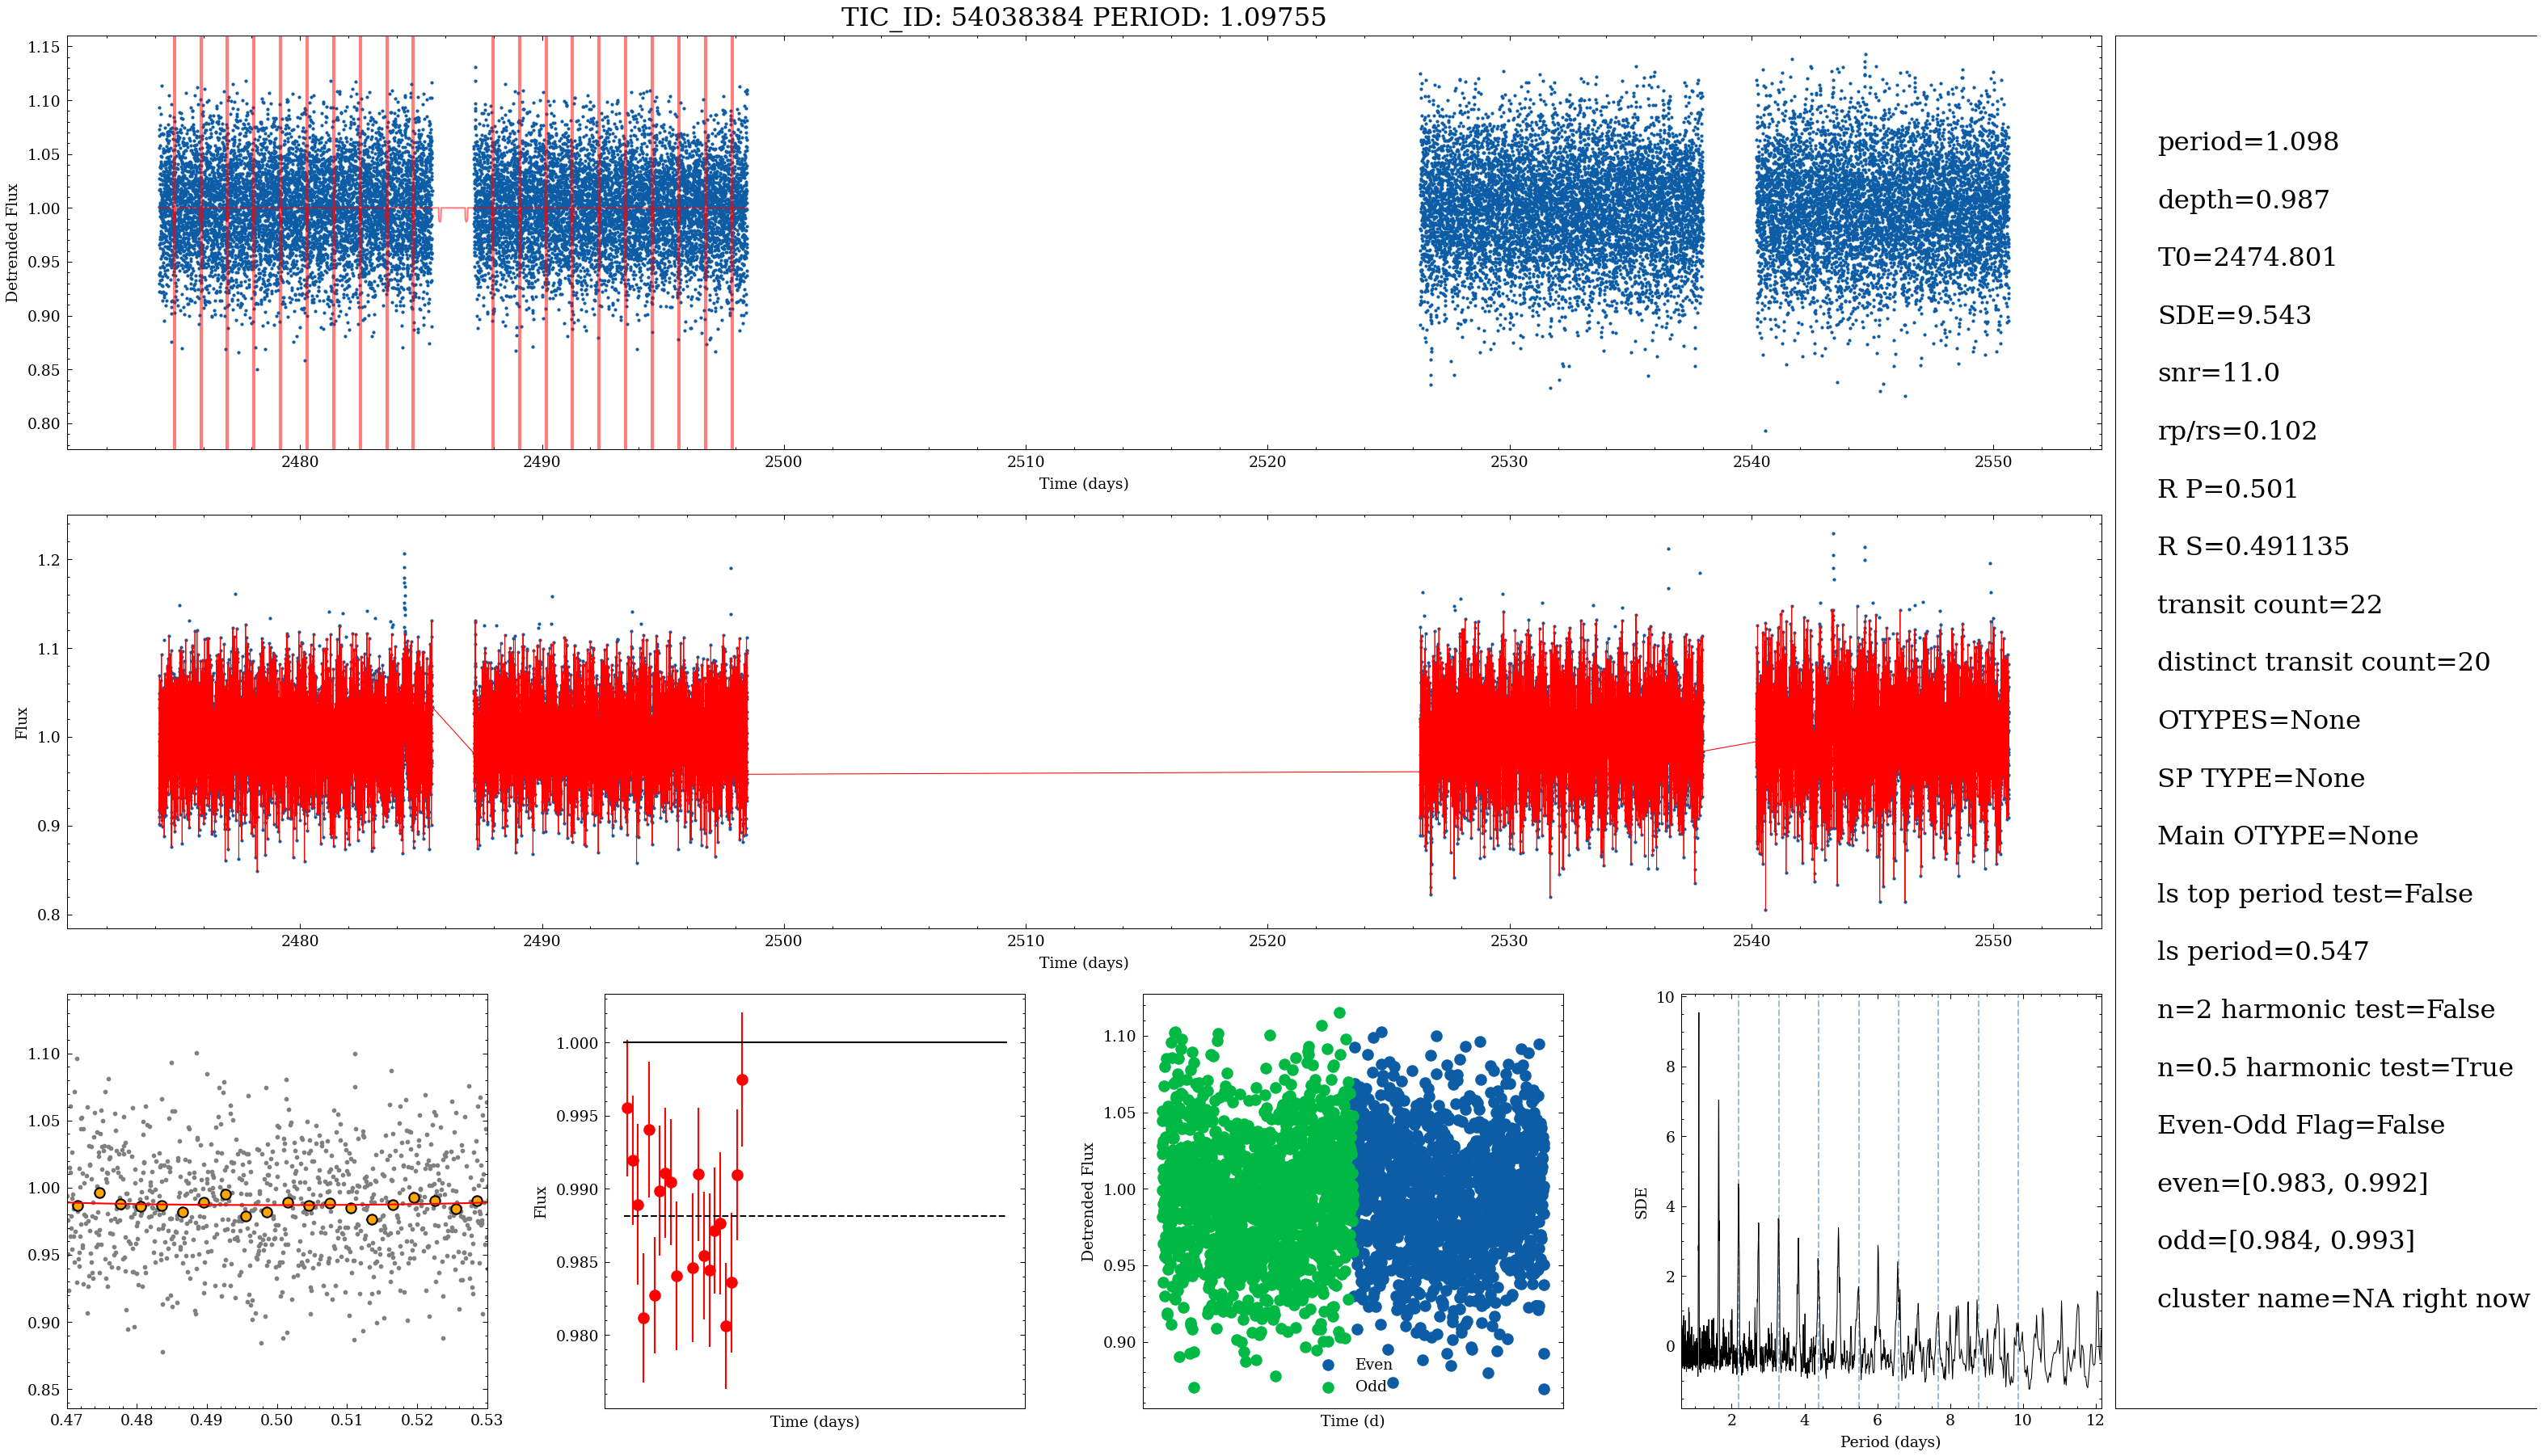 TIC_ID: 54038384 PERIOD: 1.09755
1.15
1.10
1.05
1.00
0.95
0.90
0.85
0.80
Detrended Flux
2480 2490 2500 2510 2520 2530 2540 2550
Time (days)
1.2
1.1
1.0
0.9
0.8
Flux
2480 2490 2500 2510 2520 2530 2540 2550
Time (days)
1.10
1.05
1.00
0.95
0.90
0.85
0.47 0.48 0.49 0.50 0.51 0.52 0.53
1.000
0.995
0.990
0.985
0.980
Flux
Time (days)
1.10
1.05
1.00
0.95
0.90
Detrended Flux
Even
Odd
Time (d)
10
8
6
4
2
0
SDE
2 4 6 8 10 12
Period (days)
period=1.098
depth=0.987
T0=2474.801
SDE=9.543
snr=11.0
rp/rs=0.102
R P=0.501
R S=0.491135
transit count=22
distinct transit count=20
OTYPES=None
SP TYPE=None
Main OTYPE=None
ls top period test=False
ls period=0.547
n=2 harmonic test=False
n=0.5 harmonic test=True
Even-Odd Flag=False
even=[0.983, 0.992]
odd=[0.984, 0.993]
cluster name=NA right now